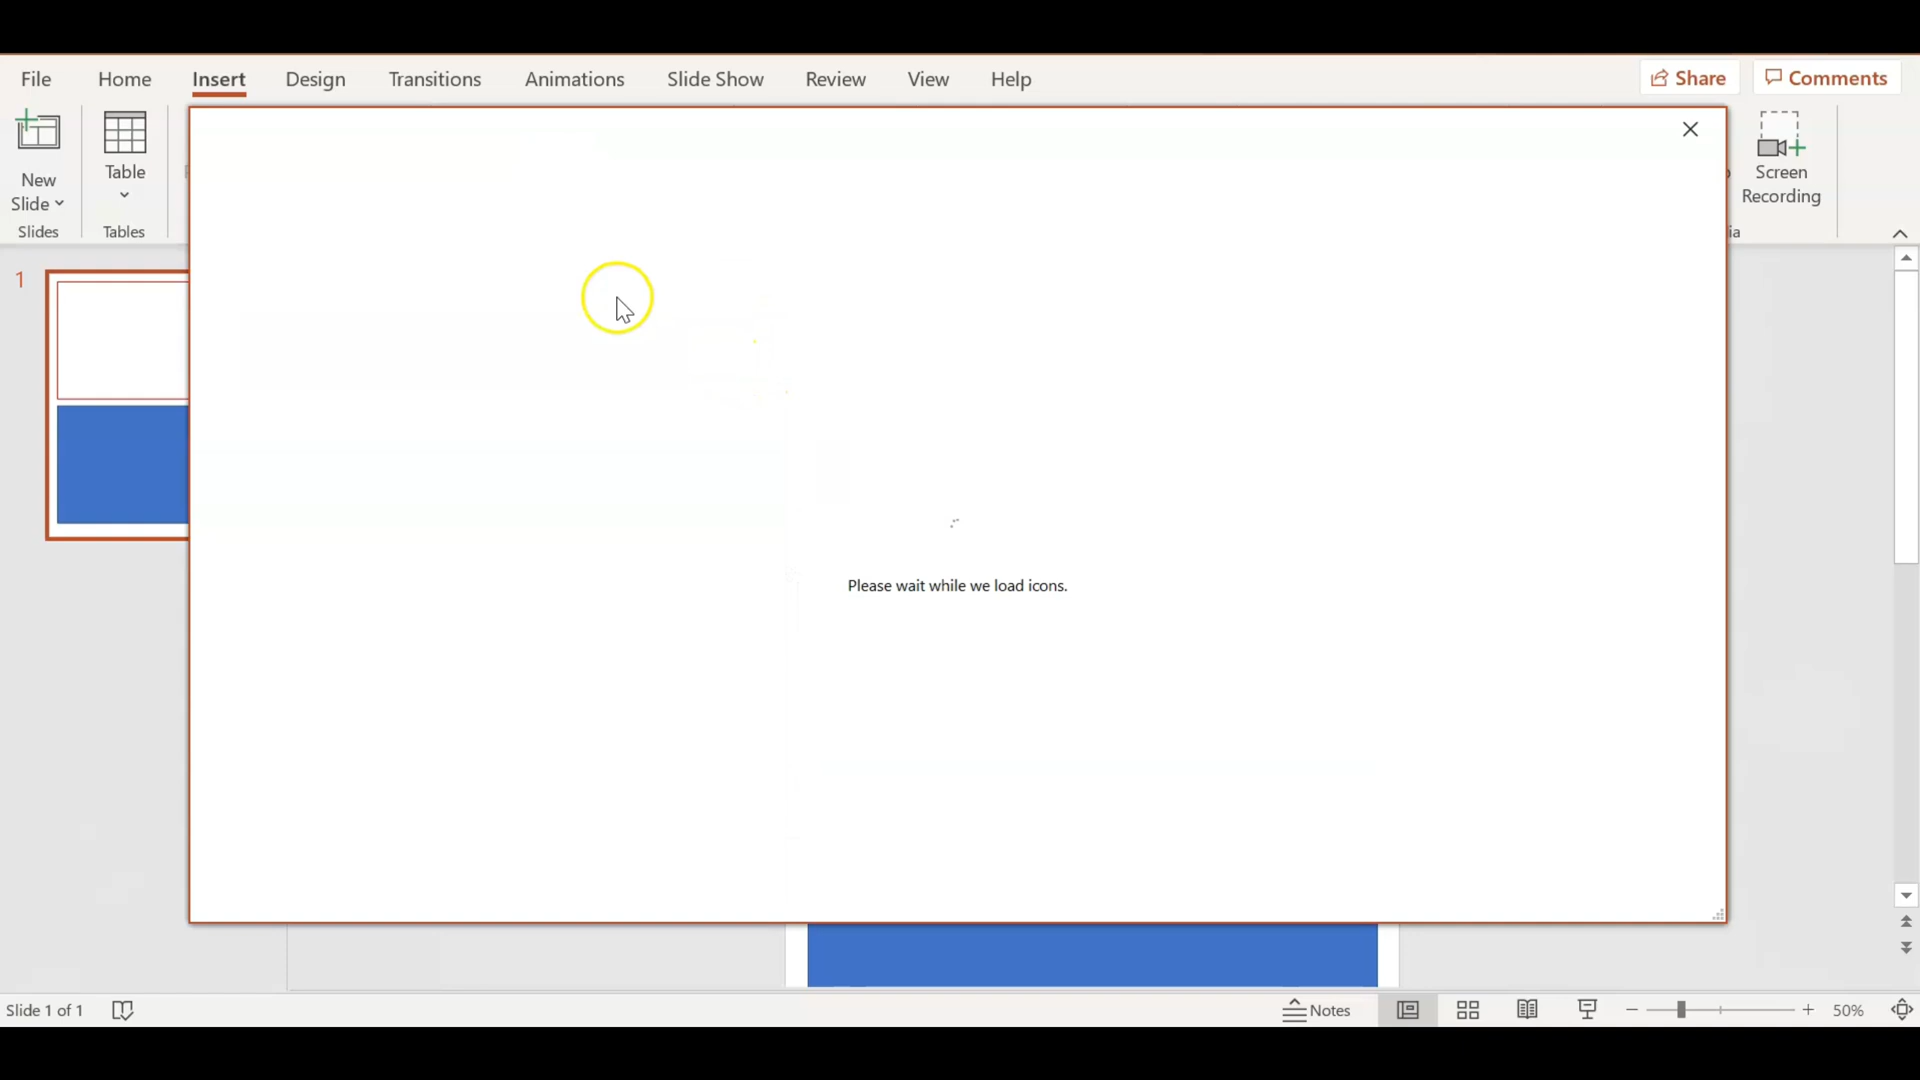 File Home Insert Design Transitions Animations Slide Show Review View Help Share Comments
New
Slide
Table
Screen
Recording
Slides Tables ia
1
Please wait while we load icons.
Slide 1 of 1 Notes 50%